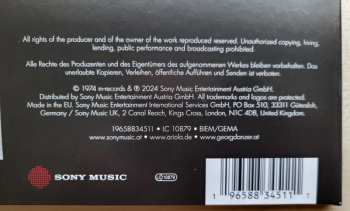 All rights of the producer and of the owner of the work reproduced reserved. Unauthorized copying, hiring,
lending, public performance and broadcasting prohibited.
Alle Rechte des Produzenten und des Eigentümers des aufgenommenen Werkes bleiben vorbehalten. Das
unerlaubte Kopieren, Verleihen, öffentliche Aufführen und Senden ist verboten.
℗ 1974 m-records & ℗ 2024 Sony Music Entertainment Austria GmbH.
Distributed by Sony Music Entertainment Austria GmbH. All trademarks and logos are protected.
Made in the EU. Sony Music Entertainment International Services GmbH, PO Box 510, 33311 Gütersloh,
Germany / Sony Music UK, 2 Canal Reach, Kings Cross, London, N1C 4DB, United Kingdom.
19658834511 • LC 10879 • BIEM/GEMA
www.sonymusic.at • www.ariola.de • www.georgdanzer.at
SONY MUSIC
LC 10879
1 96588 34511 7